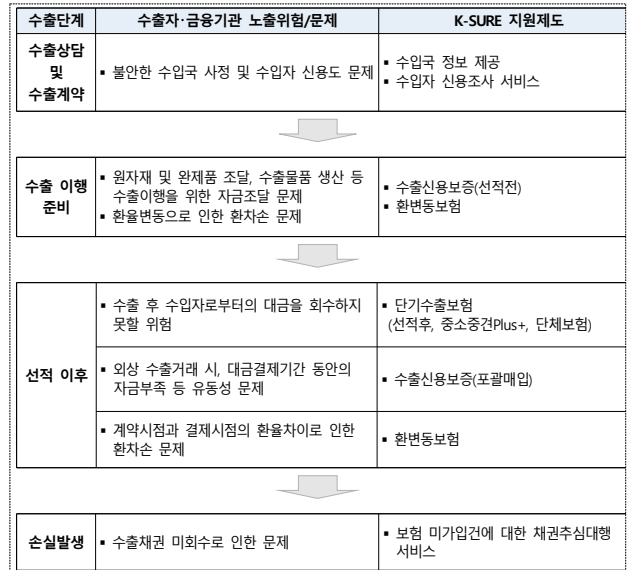 수출단계 수출자·금융기관 노출위험/문제 K-SURE 지원제도
수출상담
및
수출계약
▪ 불안한 수입국 사정 및 수입자 신용도 문제
▪ 수입국 정보 제공
▪ 수입자 신용조사 서비스
수출 이행
준비
▪ 원자재 및 완제품 조달, 수출물품 생산 등
수출이행을 위한 자금조달 문제
▪ 환율변동으로 인한 환차손 문제
▪ 수출신용보증(선적전)
▪ 환변동보험
선적 이후
▪ 수출 후 수입자로부터의 대금을 회수하지
못할 위험
▪ 단기수출보험
(선적후, 중소중견Plus+, 단체보험)
▪ 외상 수출거래 시, 대금결제기간 동안의
자금부족 등 유동성 문제
▪ 수출신용보증(포괄매입)
▪ 계약시점과 결제시점의 환율차이로 인한
환차손 문제
▪ 환변동보험
손실발생
▪ 수출채권 미회수로 인한 문제
▪ 보험 미가입건에 대한 채권추심대행
서비스